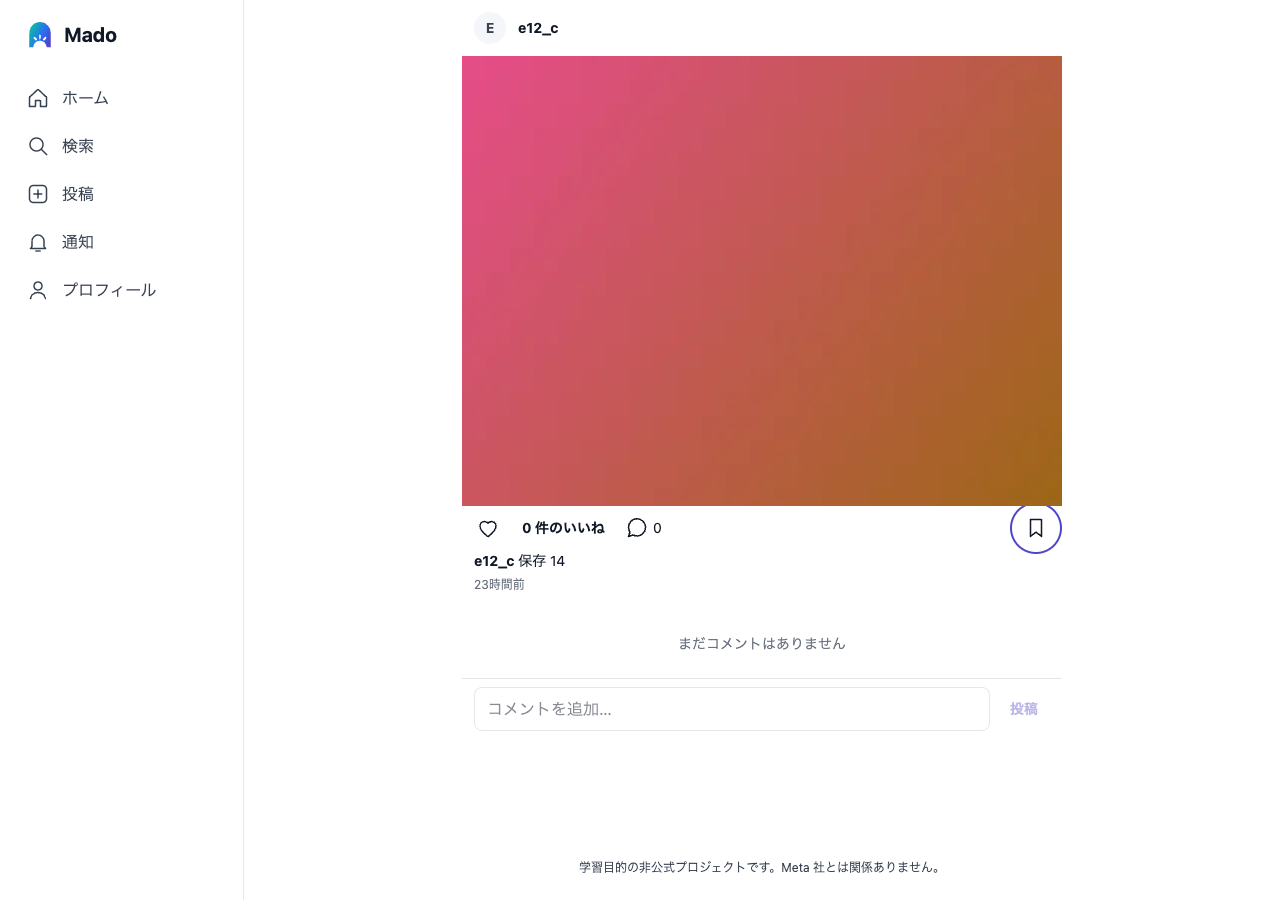 Mado
ホーム
検索
投稿
通知
プロフィール
E e12_c
0 件のいいね 0
e12_c 保存 14
23時間前
まだコメントはありません
コメントを追加... 投稿
学習目的の非公式プロジェクトです。Meta 社とは関係ありません。